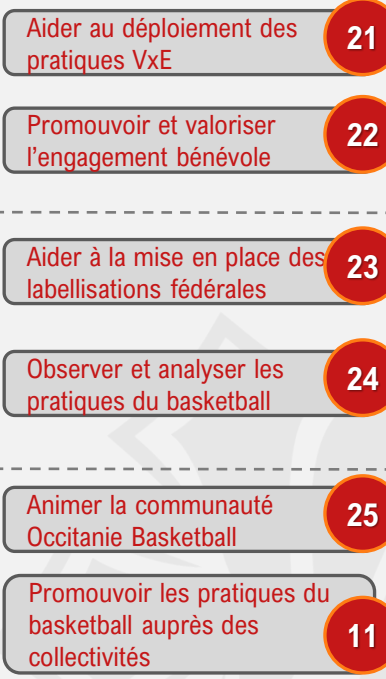 Aider au déploiement des
pratiques VxE
21
Promouvoir et valoriser
l’engagement bénévole
22
Aider à la mise en place des
labellisations fédérales
23
Observer et analyser les
pratiques du basketball
24
Animer la communauté
Occitanie Basketball
25
Promouvoir les pratiques du
basketball auprès des
collectivités
11